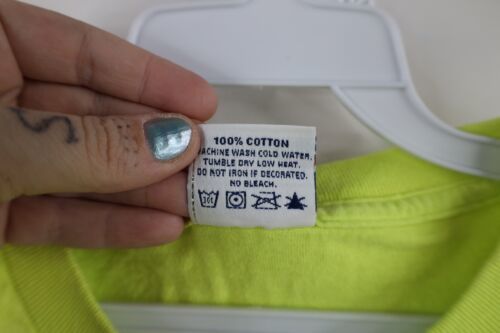 100% COTTON
MACHINE WASH COLD WATER.
TUMBLE DRY LOW HEAT.
DO NOT IRON IF DECORATED.
NO BLEACH.